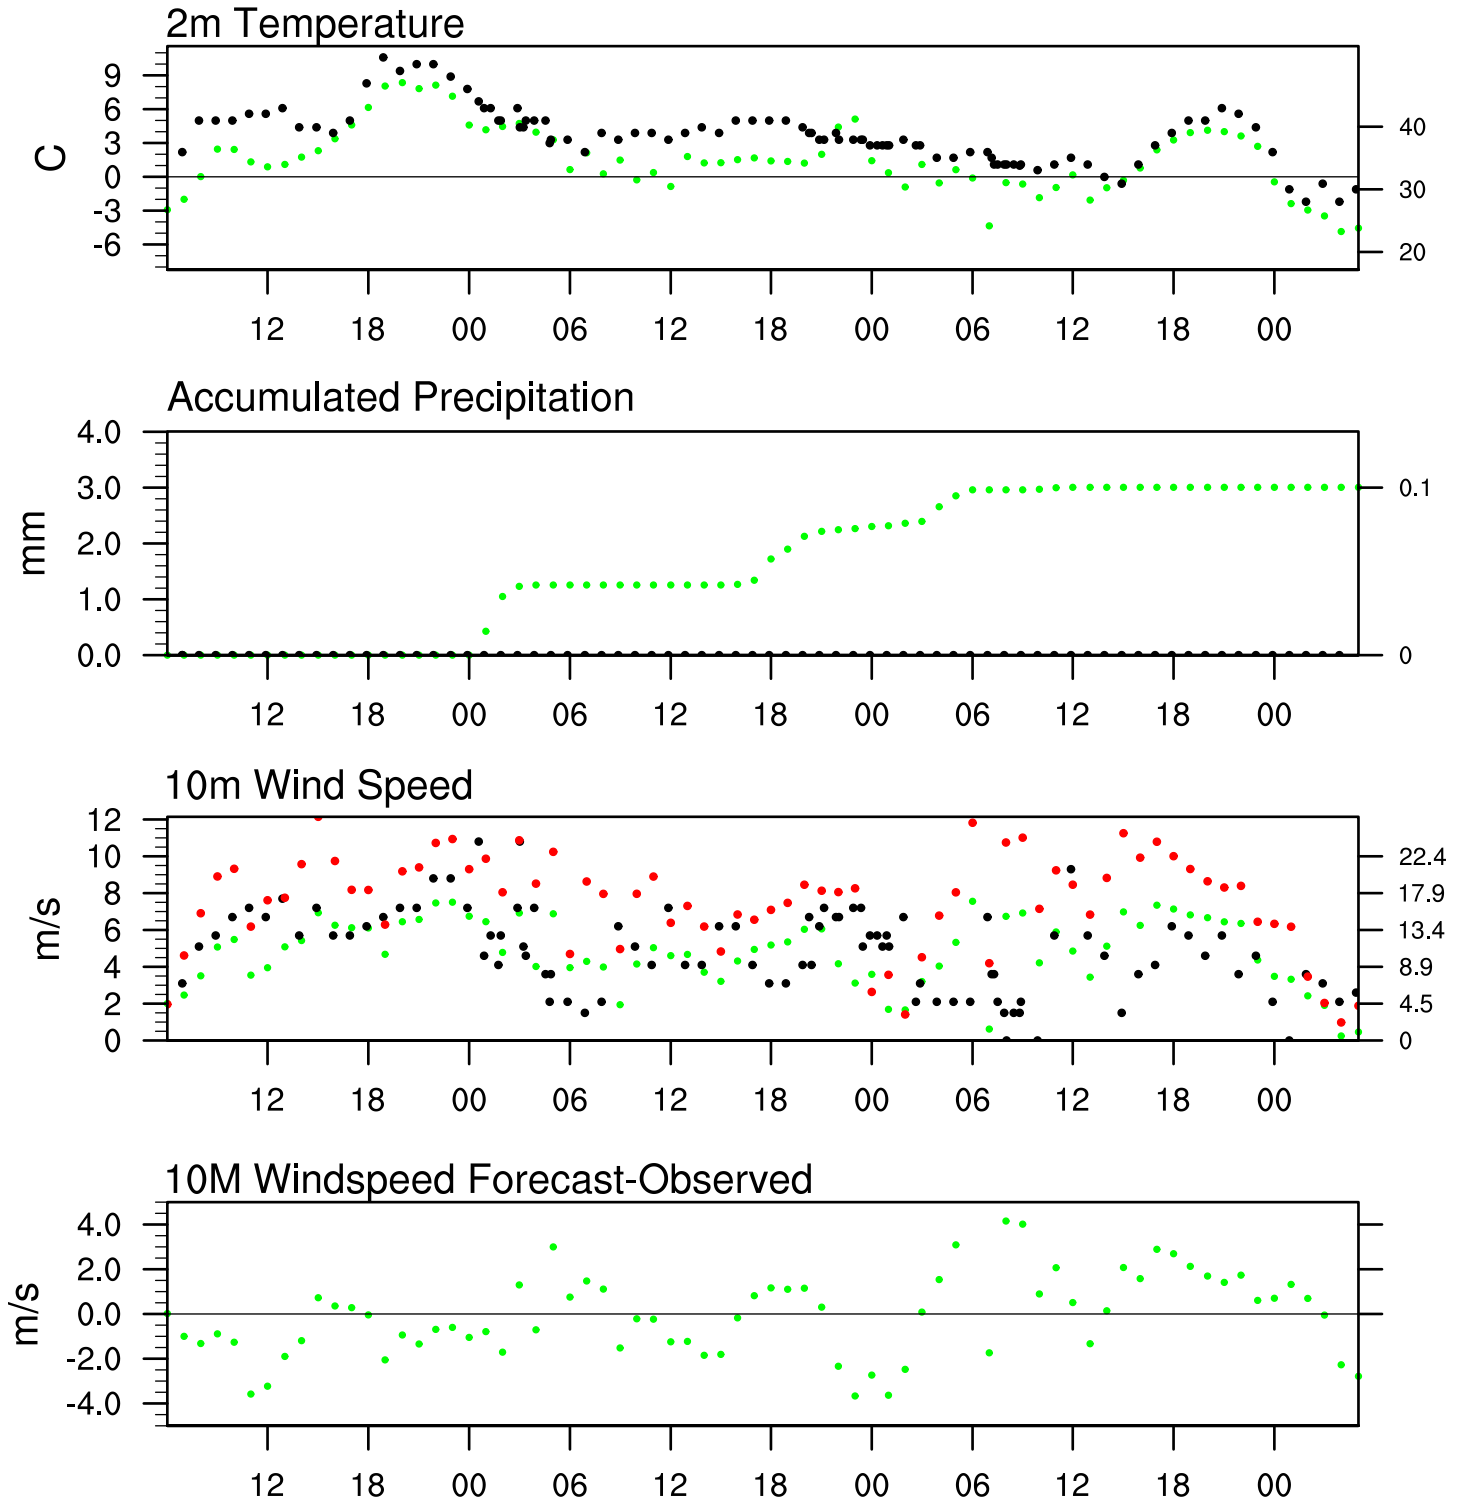 2m Temperature
C
9
6
3
0
-3
-6
40
30
20
12 18 00 06 12 18 00 06 12 18 00
Accumulated Precipitation
mm
4.0
3.0
2.0
1.0
0.0
0.1
0
12 18 00 06 12 18 00 06 12 18 00
10m Wind Speed
m/s
12
10
8
6
4
2
0
22.4
17.9
13.4
8.9
4.5
0
12 18 00 06 12 18 00 06 12 18 00
10M Windspeed Forecast-Observed
m/s
4.0
2.0
0.0
-2.0
-4.0
12 18 00 06 12 18 00 06 12 18 00